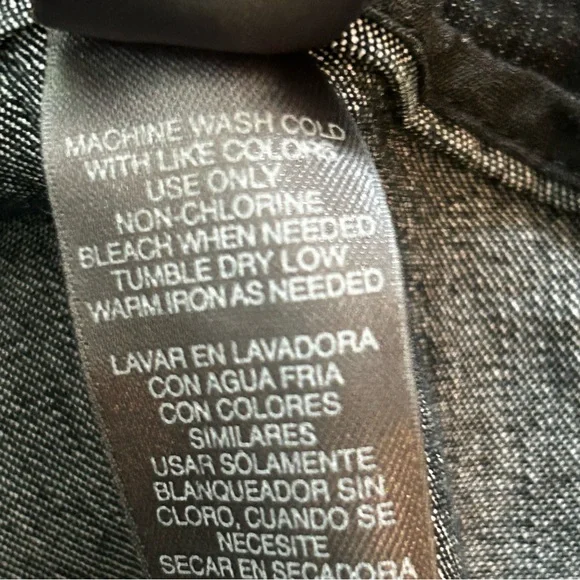 MACHINE WASH COLD
WITH LIKE COLORS
USE ONLY
NON-CHLORINE
BLEACH WHEN NEEDED
TUMBLE DRY LOW
WARM IRON AS NEEDED
LAVAR EN LAVADORA
CON AGUA FRIA
CON COLORES
SIMILARES
USAR SOLAMENTE
BLANQUEADOR SIN
CLORO, CUANDO SE
NECESITE
SECAR EN SECADORA